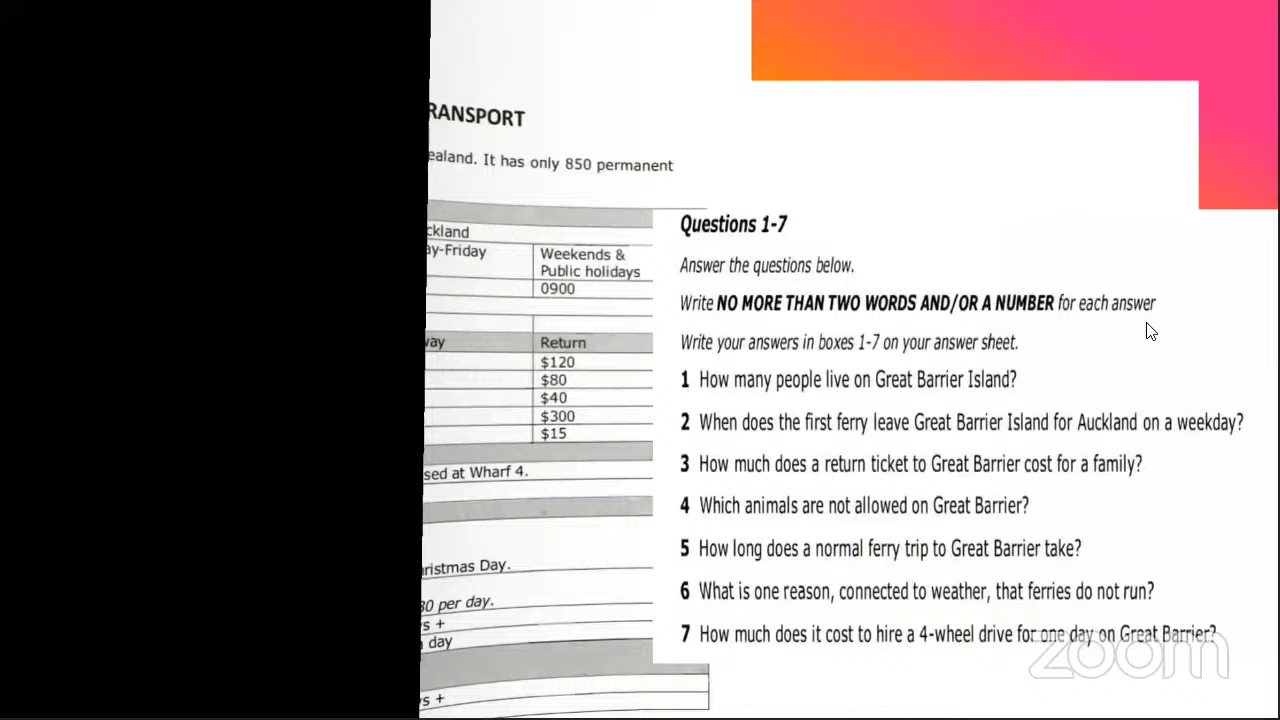 RANSPORT
ealand. It has only 850 permanent
ckland
ay-Friday
Weekends &
Public holidays
0900
way
Return
$120
$80
$40
$300
$15
sed at Wharf 4.
ristmas Day.
30 per day.
s +
day
s +
Questions 1-7
Answer the questions below.
Write NO MORE THAN TWO WORDS AND/OR A NUMBER for each answer
Write your answers in boxes 1-7 on your answer sheet.
1 How many people live on Great Barrier Island?
2 When does the first ferry leave Great Barrier Island for Auckland on a weekday?
3 How much does a return ticket to Great Barrier cost for a family?
4 Which animals are not allowed on Great Barrier?
5 How long does a normal ferry trip to Great Barrier take?
6 What is one reason, connected to weather, that ferries do not run?
7 How much does it cost to hire a 4-wheel drive for one day on Great Barrier?
zoom